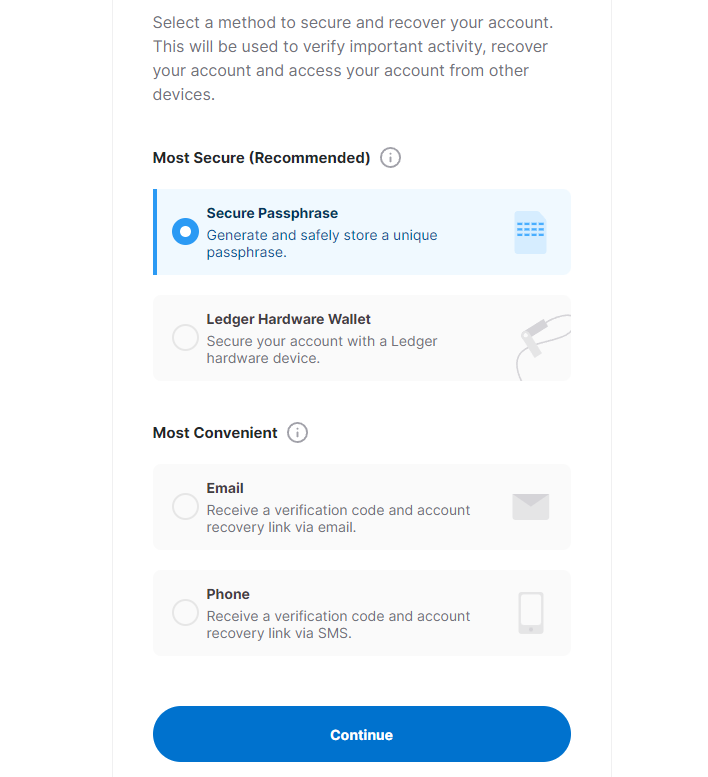 Select a method to secure and recover your account.
This will be used to verify important activity, recover
your account and access your account from other
devices.
Most Secure (Recommended)
Secure Passphrase
Generate and safely store a unique
passphrase.
Ledger Hardware Wallet
Secure your account with a Ledger
hardware device.
Most Convenient
Email
Receive a verification code and account
recovery link via email.
Phone
Receive a verification code and account
recovery link via SMS.
Continue